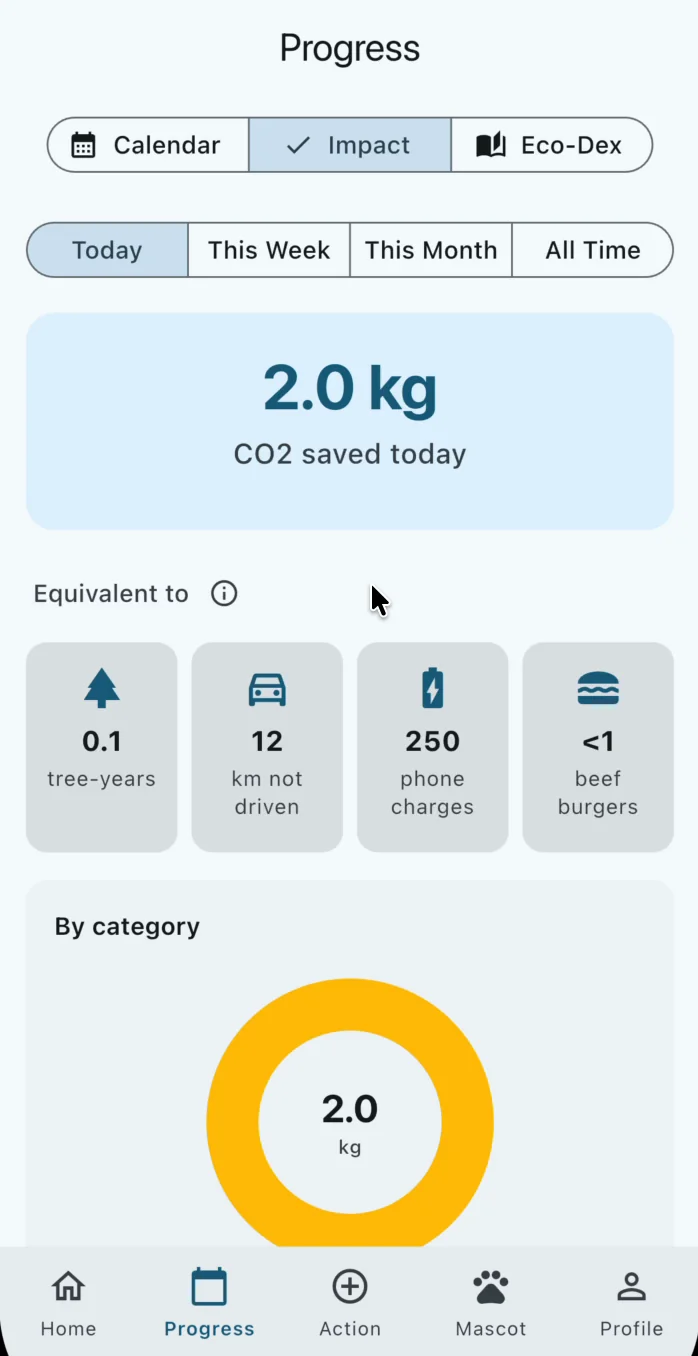 Progress
Calendar
Impact
Eco-Dex
Today
This Week
This Month
All Time
2.0 kg
CO2 saved today
Equivalent to
0.1
tree-years
12
km not
driven
250
phone
charges
<1
beef
burgers
By category
2.0
kg
Home
Progress
Action
Mascot
Profile